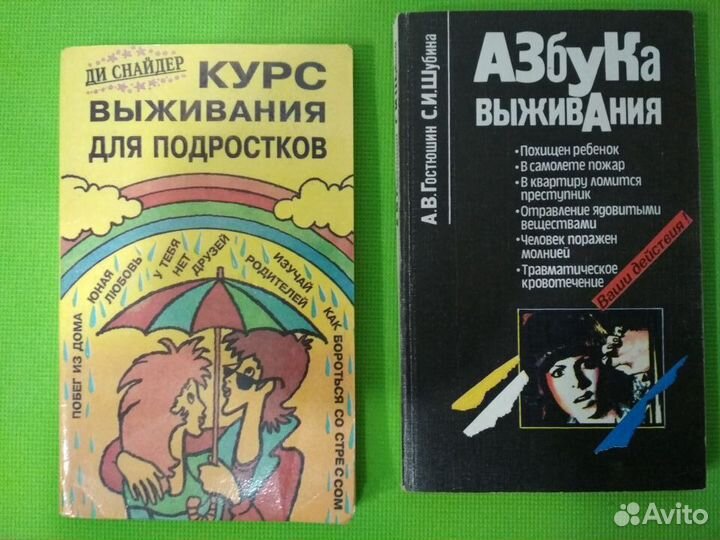 ДИ СНАЙДЕР
КУРС
ВЫЖИВАНИЯ
ДЛЯ ПОДРОСТКОВ
ПОБЕГ ИЗ ДОМА
ЮНАЯ
ЛЮБОВЬ
У ТЕБЯ
НЕТ
ДРУЗЕЙ
ИЗУЧАЙ
РОДИТЕЛЕЙ
КАК БОРОТЬСЯ СО СТРЕССОМ
А.В.Гостюшин С.И.Шубина
АЗбуКа
ВЫЖИВАНИЯ
• Похищен ребенок
• В самолете пожар
• В квартиру ломится
преступник
• Отравление ядовитыми
веществами
• Человек поражен
молнией
• Травматическое
кровотечение
Ваши действия!
Avito